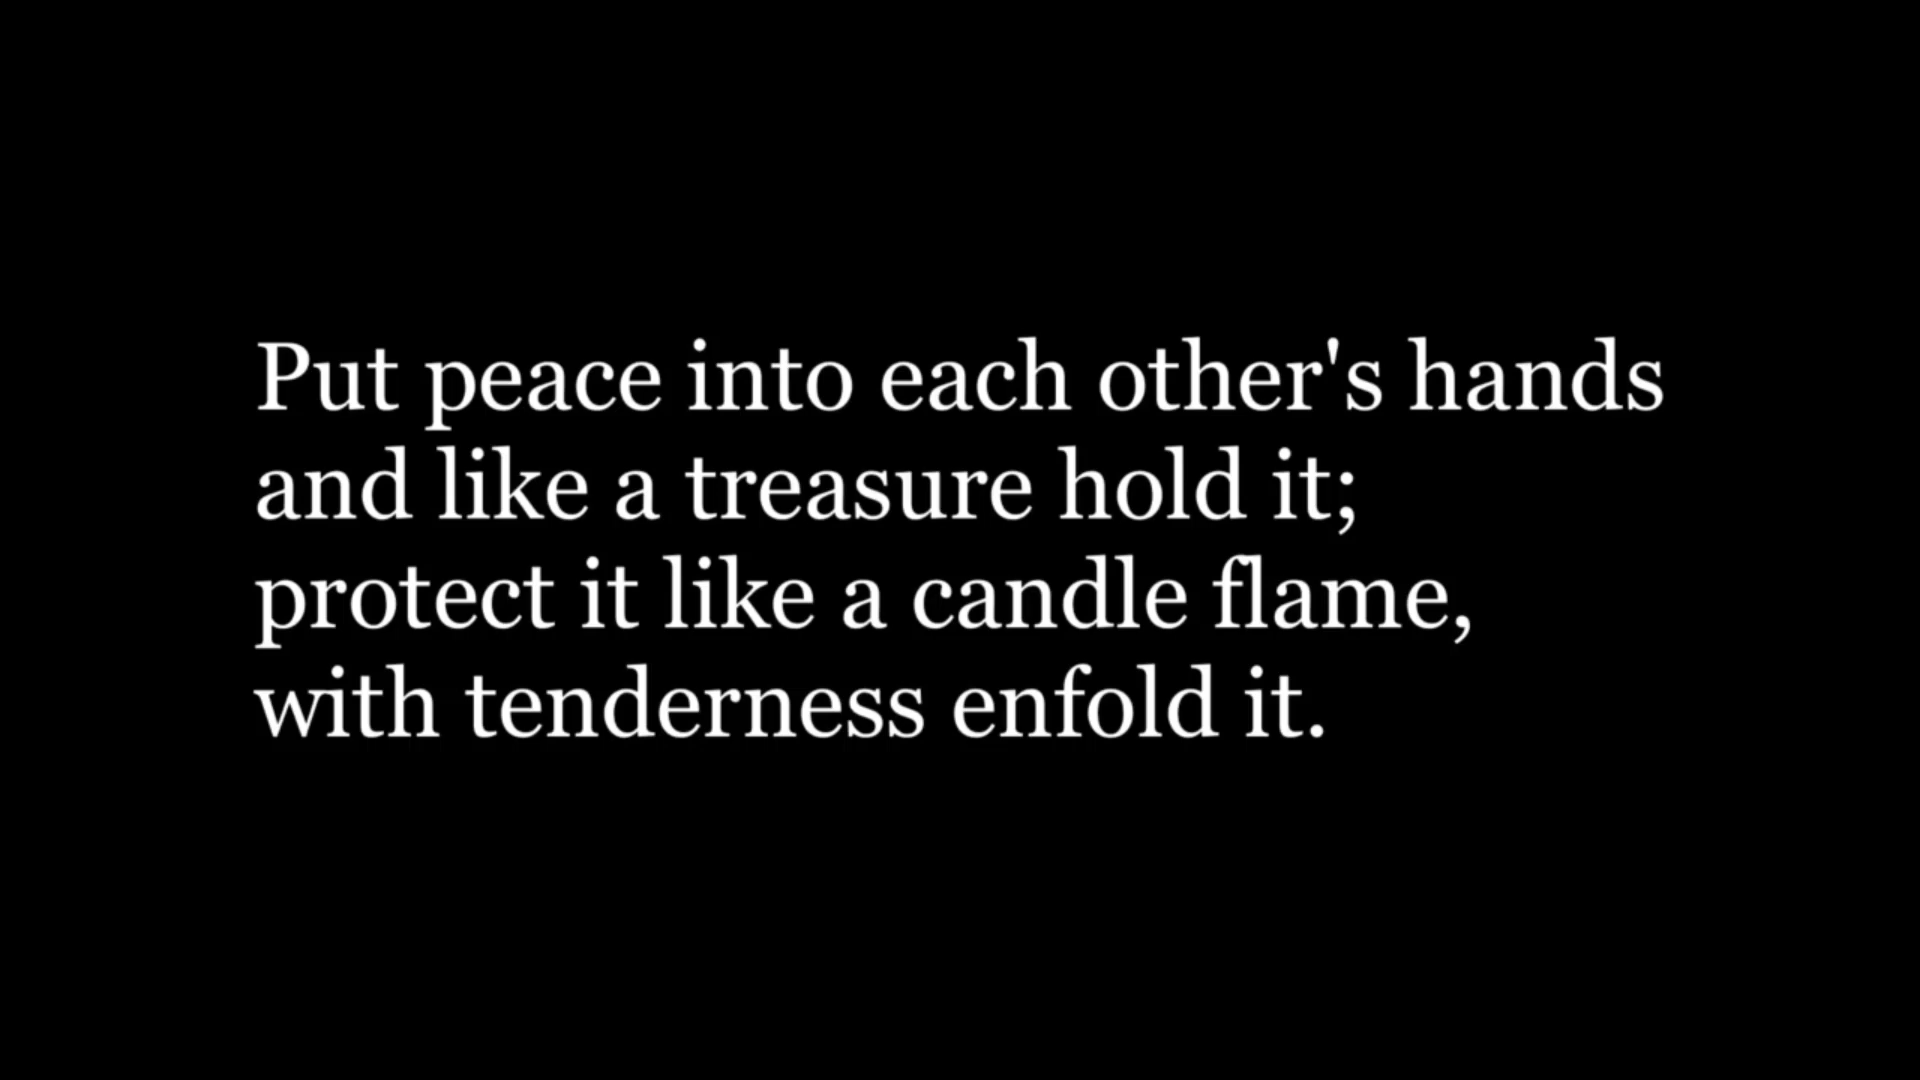 Put peace into each other's hands
and like a treasure hold it;
protect it like a candle flame,
with tenderness enfold it.